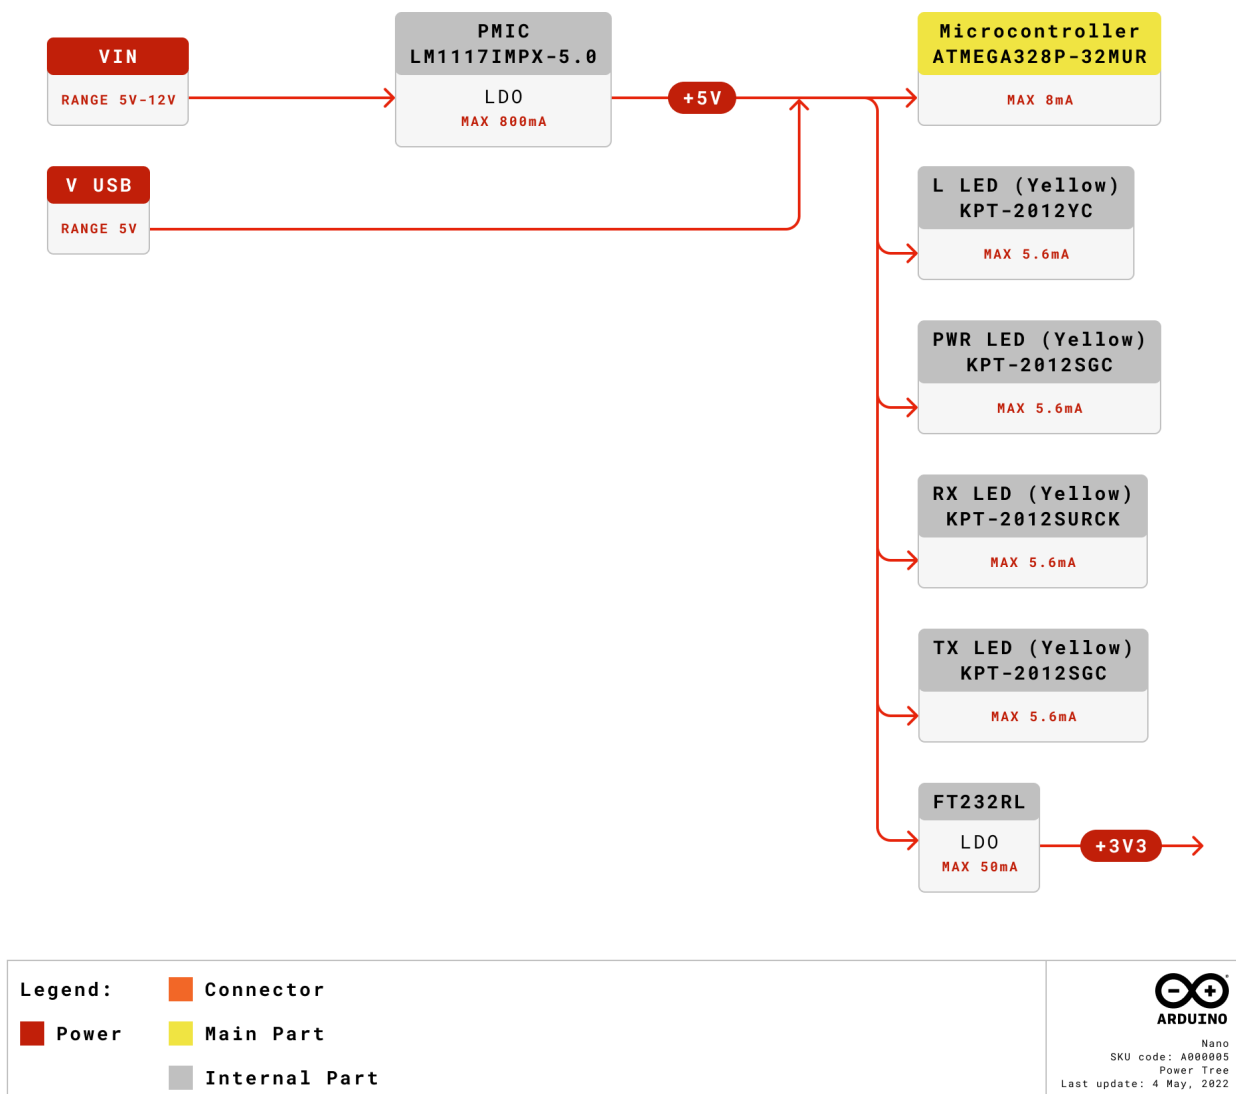 VIN
RANGE 5V-12V
PMIC
LM1117IMPX-5.0
LDO
MAX 800mA
+5V
Microcontroller
ATMEGA328P-32MUR
MAX 8mA
V USB
RANGE 5V
L LED (Yellow)
KPT-2012YC
MAX 5.6mA
PWR LED (Yellow)
KPT-2012SGC
MAX 5.6mA
RX LED (Yellow)
KPT-2012SURCK
MAX 5.6mA
TX LED (Yellow)
KPT-2012SGC
MAX 5.6mA
FT232RL
LDO
MAX 50mA
+3V3
Legend:
Power
Connector
Main Part
Internal Part
ARDUINO
Nano
SKU code: A000005
Power Tree
Last update: 4 May, 2022